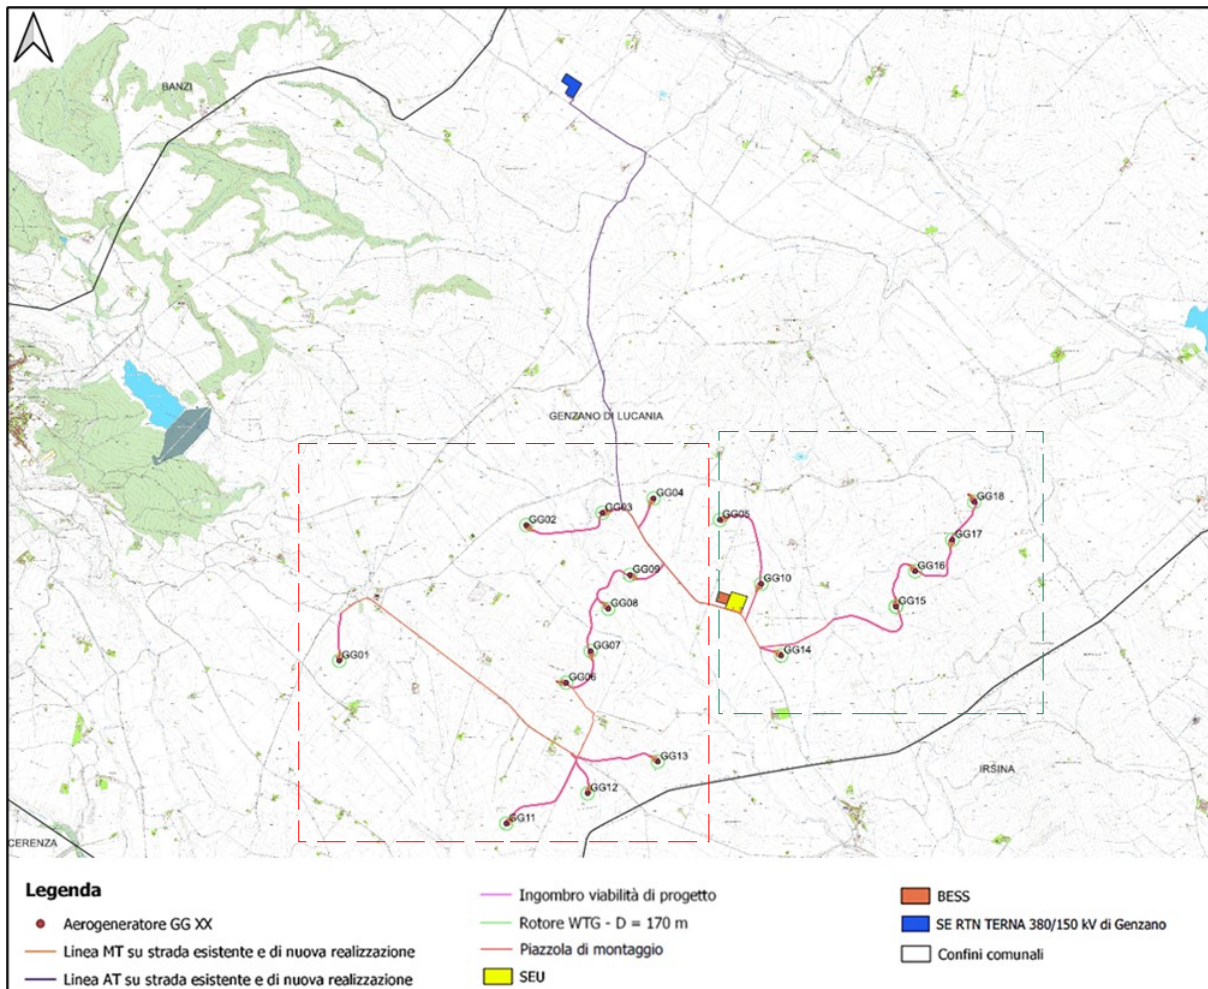 BANZI
GENZANO DI LUCANIA
GG04
GG18
GG03
GG05
GG02
GG17
GG09
GG16
GG10
GG08
GG15
GG07
GG14
GG01
GG06
GG13
IRSINA
GG12
GG11
CERENZA
Legenda
Aerogeneratore GG XX
Linea MT su strada esistente e di nuova realizzazione
Linea AT su strada esistente e di nuova realizzazione
Ingombro viabilità di progetto
Rotore WTG - D = 170 m
Piazzola di montaggio
SEU
BESS
SE RTN TERNA 380/150 kV di Genzano
Confini comunali